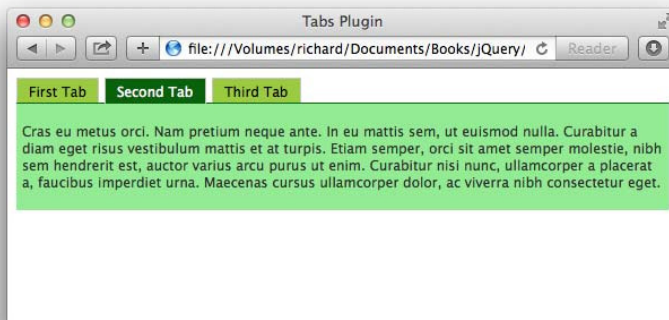 Tabs Plugin
file:///Volumes/richard/Documents/Books/jQuery/ Reader
First Tab Second Tab Third Tab
Cras eu metus orci. Nam pretium neque ante. In eu mattis sem, ut euismod nulla. Curabitur a
diam eget risus vestibulum mattis et at turpis. Etiam semper, orci sit amet semper molestie, nibh
sem hendrerit est, auctor varius arcu purus ut enim. Curabitur nisi nunc, ullamcorper a placerat
a, faucibus imperdiet urna. Maecenas cursus ullamcorper dolor, ac viverra nibh consectetur eget.